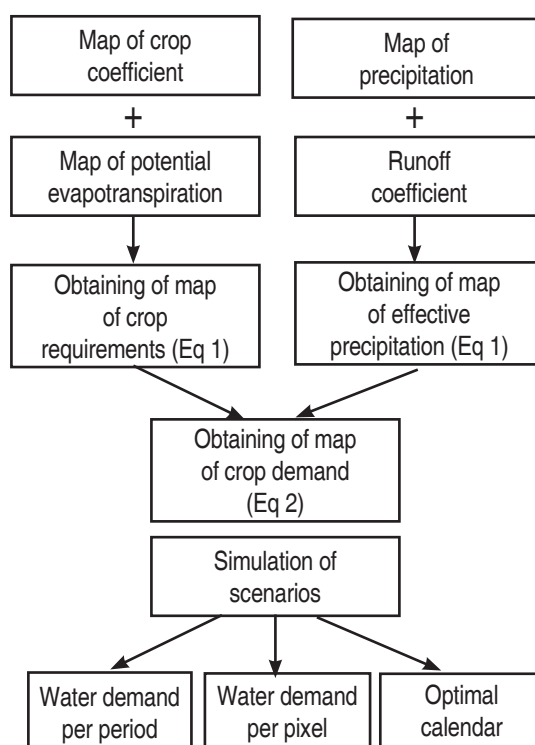 Map of crop
coefficient
Map of
precipitation
+
+
Map of potential
evapotranspiration
Runoff
coefficient
Obtaining of map
of crop
requirements (Eq 1)
Obtaining of map
of effective
precipitation (Eq 1)
Obtaining of map
of crop demand
(Eq 2)
Simulation of
scenarios
Water demand
per period
Water demand
per pixel
Optimal
calendar